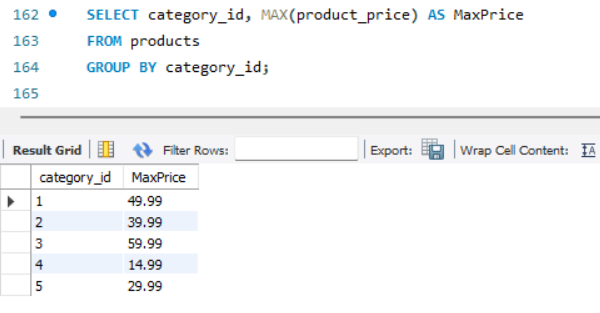 162 SELECT category_id, MAX(product_price) AS MaxPrice
163 FROM products
164 GROUP BY category_id;
165
Result Grid Filter Rows: Export: Wrap Cell Content:
category_id MaxPrice
1 49.99
2 39.99
3 59.99
4 14.99
5 29.99